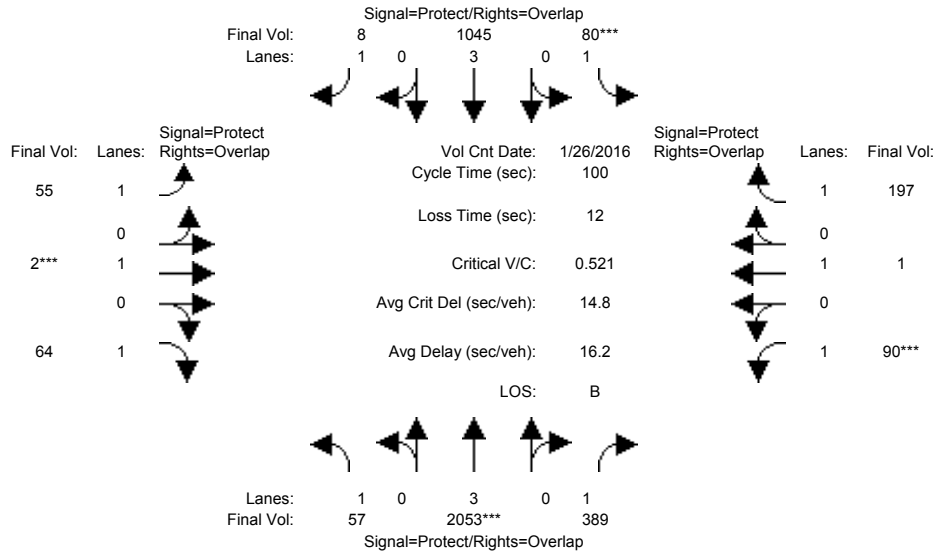 Signal=Protect/Rights=Overlap
Final Vol: 8 1045 80***
Lanes: 1 0 3 0 1
Signal=Protect Signal=Protect
Final Vol: Lanes: Rights=Overlap Vol Cnt Date: 1/26/2016 Rights=Overlap Lanes: Final Vol:
Cycle Time (sec): 100
55 1 1 197
Loss Time (sec): 12
0 0
2*** 1 Critical V/C: 0.521 1 1
0 Avg Crit Del (sec/veh): 14.8 0
64 1 Avg Delay (sec/veh): 16.2 1 90***
LOS: B
Lanes: 1 0 3 0 1
Final Vol: 57 2053*** 389
Signal=Protect/Rights=Overlap